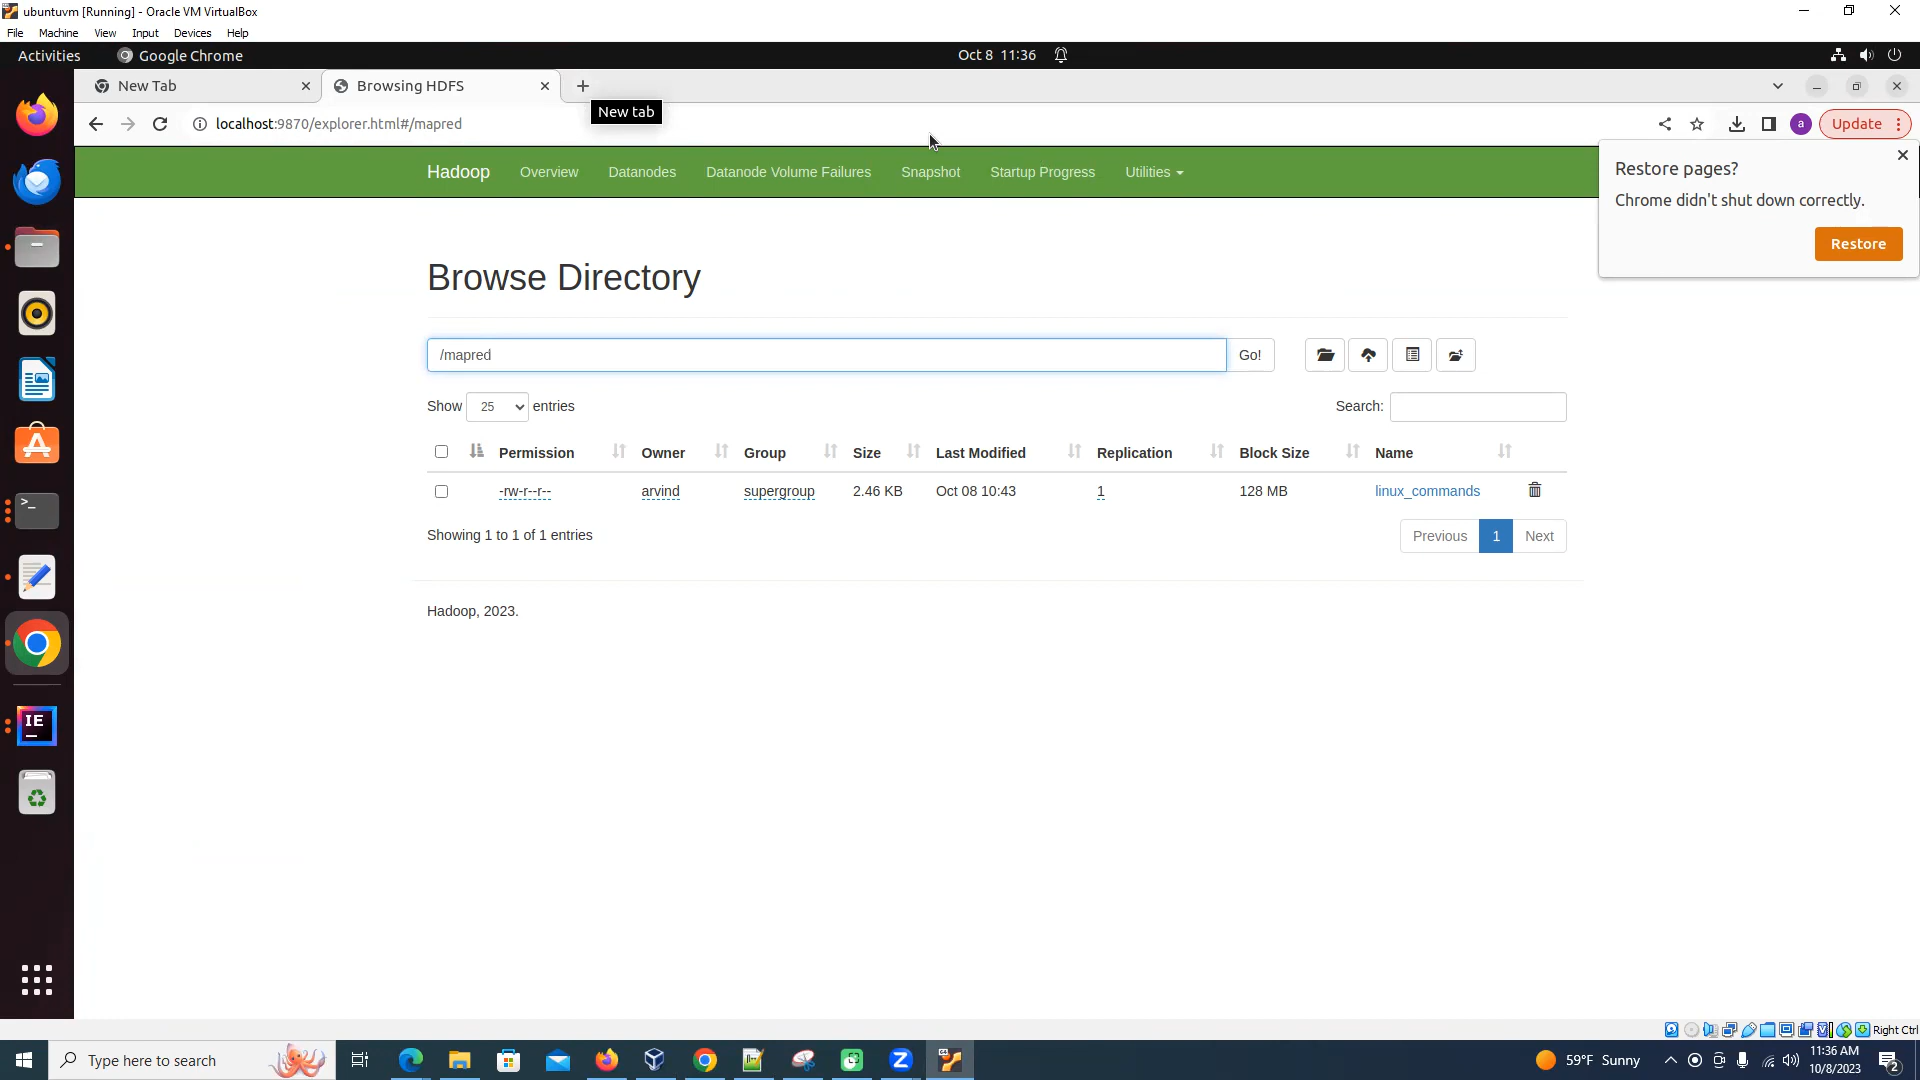 ubuntuvm [Running] - Oracle VM VirtualBox
File Machine View Input Devices Help
Activities Google Chrome Oct 8 11:36
New Tab Browsing HDFS
New tab
localhost:9870/explorer.html#/mapred a Update
Hadoop Overview Datanodes Datanode Volume Failures Snapshot Startup Progress Utilities
Restore pages?
Chrome didn't shut down correctly.
Restore
Browse Directory
/mapred Go!
Show 25 entries Search:
Permission Owner Group Size Last Modified Replication Block Size Name
-rw-r--r-- arvind supergroup 2.46 KB Oct 08 10:43 1 128 MB linux_commands
Showing 1 to 1 of 1 entries Previous 1 Next
Hadoop, 2023.
IE
Right Ctrl
Type here to search 59°F Sunny 11:36 AM
10/8/2023 2